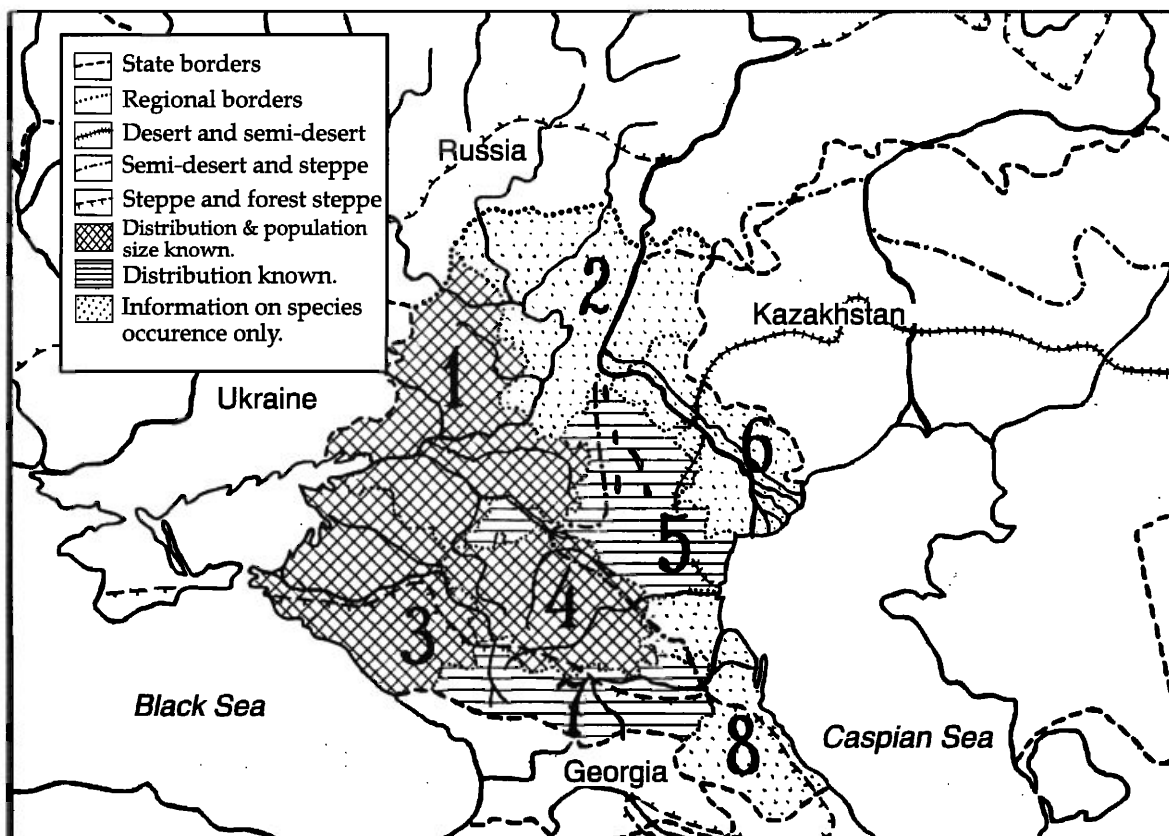 State borders
Regional borders
Desert and semi-desert
Semi-desert and steppe
Steppe and forest steppe
Distribution & population
size known.
Distribution known.
Information on species
occurence only.
Russia
2
Kazakhstan
1
Ukraine
6
5
4
3
7
Black Sea
8
Caspian Sea
Georgia